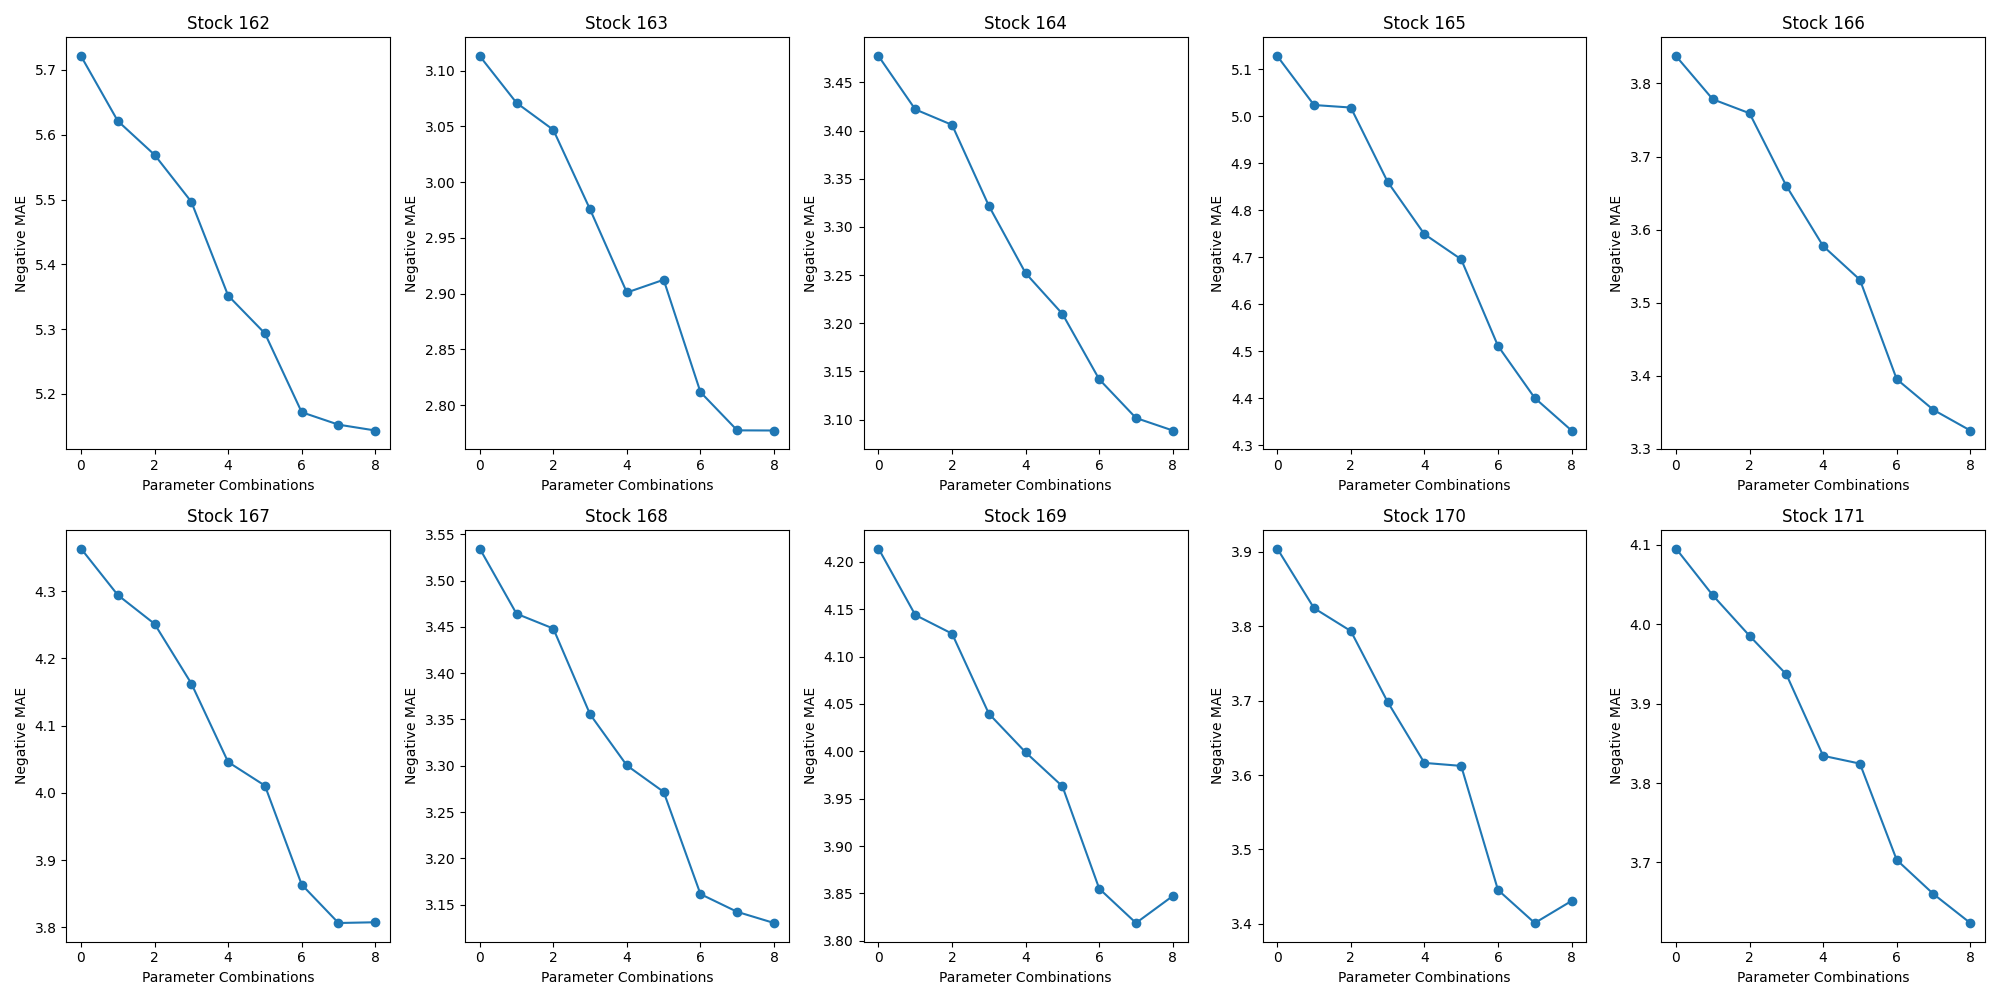 Stock 162
Negative MAE
5.7
5.6
5.5
5.4
5.3
5.2
0 2 4 6 8
Parameter Combinations
Stock 163
Negative MAE
3.10
3.05
3.00
2.95
2.90
2.85
2.80
0 2 4 6 8
Parameter Combinations
Stock 164
Negative MAE
3.45
3.40
3.35
3.30
3.25
3.20
3.15
3.10
0 2 4 6 8
Parameter Combinations
Stock 165
Negative MAE
5.1
5.0
4.9
4.8
4.7
4.6
4.5
4.4
4.3
0 2 4 6 8
Parameter Combinations
Stock 166
Negative MAE
3.8
3.7
3.6
3.5
3.4
3.3
0 2 4 6 8
Parameter Combinations
Stock 167
Negative MAE
4.3
4.2
4.1
4.0
3.9
3.8
0 2 4 6 8
Parameter Combinations
Stock 168
Negative MAE
3.55
3.50
3.45
3.40
3.35
3.30
3.25
3.20
3.15
0 2 4 6 8
Parameter Combinations
Stock 169
Negative MAE
4.20
4.15
4.10
4.05
4.00
3.95
3.90
3.85
3.80
0 2 4 6 8
Parameter Combinations
Stock 170
Negative MAE
3.9
3.8
3.7
3.6
3.5
3.4
0 2 4 6 8
Parameter Combinations
Stock 171
Negative MAE
4.1
4.0
3.9
3.8
3.7
0 2 4 6 8
Parameter Combinations